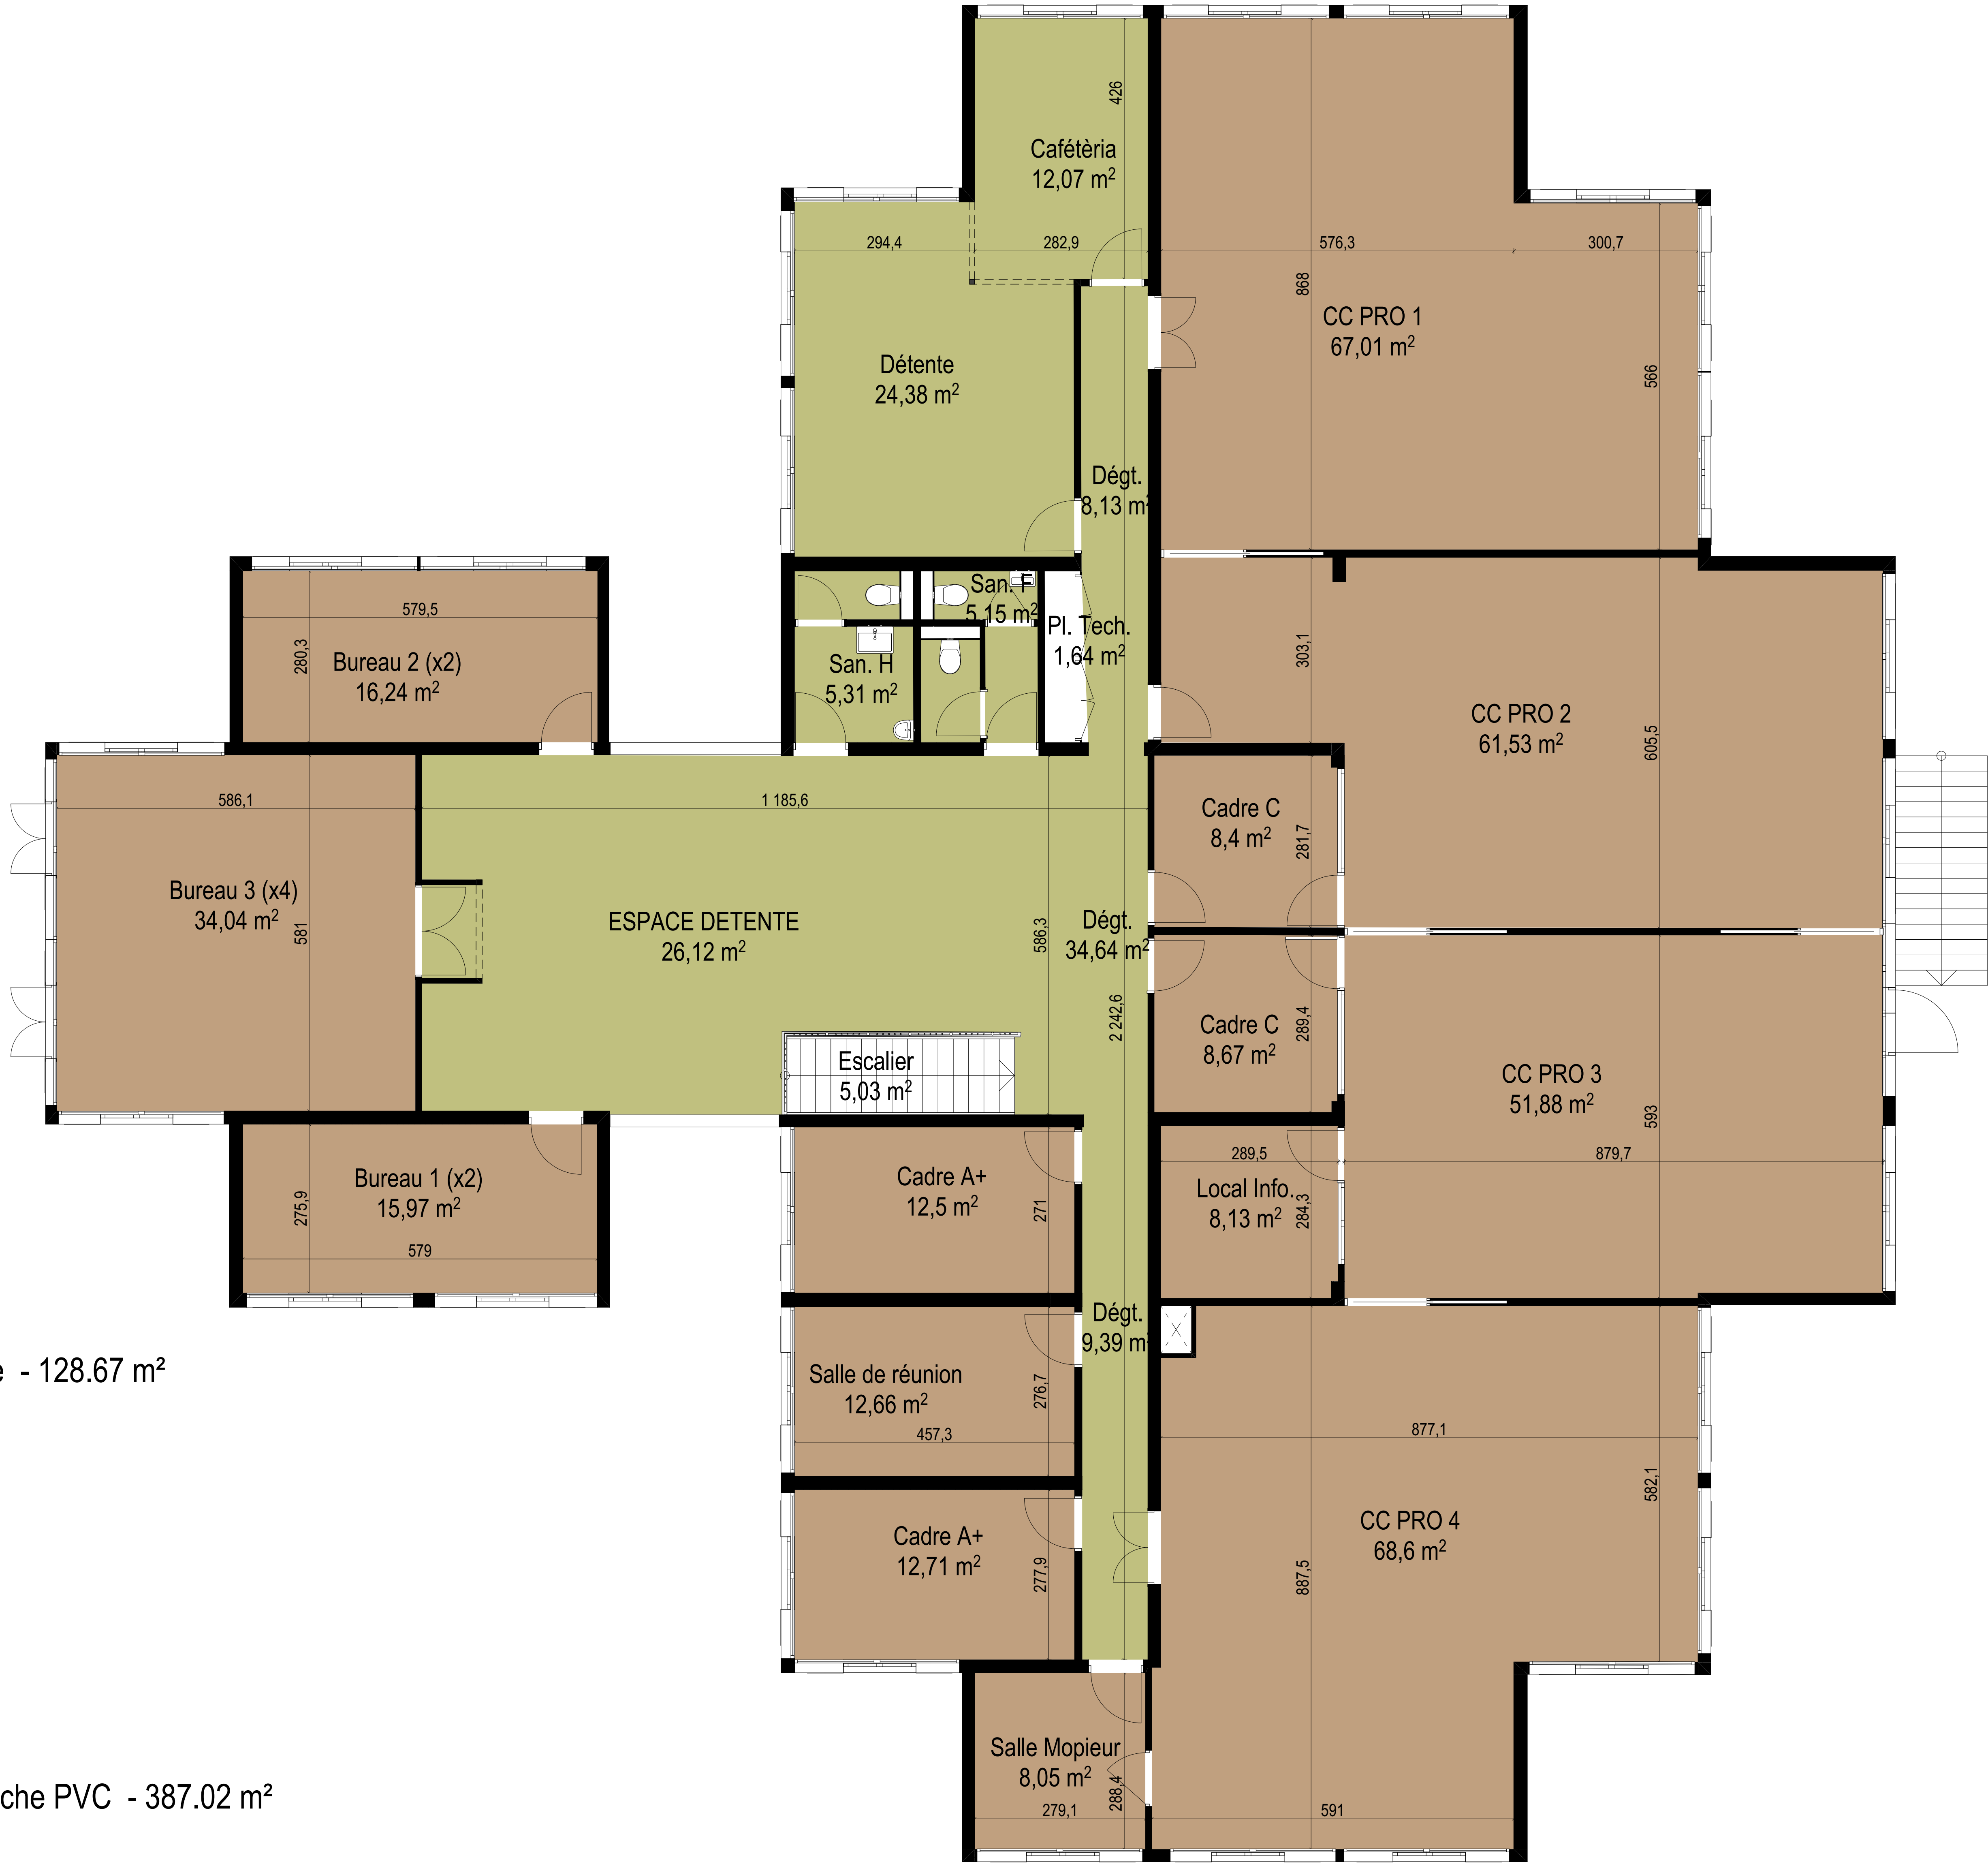 426
Cafétèria
12,07 m²
294,4
282,9
576,3
300,7
868
CC PRO 1
67,01 m²
566
Détente
24,38 m²
Dégt.
8,13 m²
San. F
5,15 m²
Pl. Tech.
1,64 m²
San. H
5,31 m²
579,5
280,3
Bureau 2 (x2)
16,24 m²
303,1
CC PRO 2
61,53 m²
605,5
586,1
1 185,6
Cadre C
8,4 m²
281,7
Bureau 3 (x4)
34,04 m²
581
ESPACE DETENTE
26,12 m²
586,3
Dégt.
34,64 m²
2 242,6
Cadre C
8,67 m²
289,4
Escalier
5,03 m²
CC PRO 3
51,88 m²
593
289,5
879,7
Bureau 1 (x2)
15,97 m²
275,9
579
Cadre A+
12,5 m²
271
Local Info.
8,13 m²
284,3
Dégt.
9,39 m²
e - 128.67 m²
Salle de réunion
12,66 m²
276,7
457,3
877,1
582,1
CC PRO 4
68,6 m²
Cadre A+
12,71 m²
277,9
887,5
Salle Mopieur
8,05 m²
288,4
279,1
591
che PVC - 387.02 m²